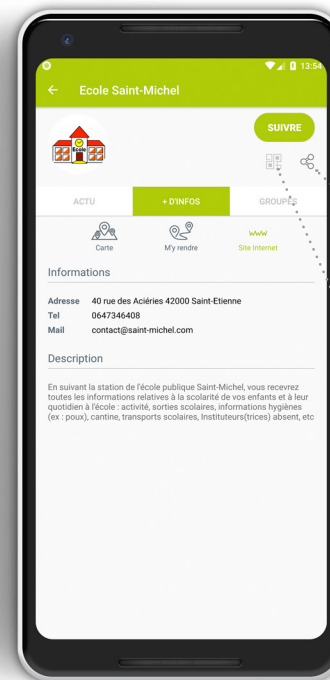 13:54
Ecole Saint-Michel
Ecole
SUIVRE
ACTU
+ D'INFOS
GROUPES
Carte
M'y rendre
www
Site Internet
Informations
Adresse 40 rue des Aciéries 42000 Saint-Etienne
Tel 0647346408
Mail contact@saint-michel.com
Description
En suivant la station de l'école publique Saint-Michel, vous recevrez
toutes les informations relatives à la scolarité de vos enfants et à leur
quotidien à l'école : activité, sorties scolaires, informations hygiènes
(ex : poux), cantine, transports scolaires, Instituteurs(trices) absent, etc